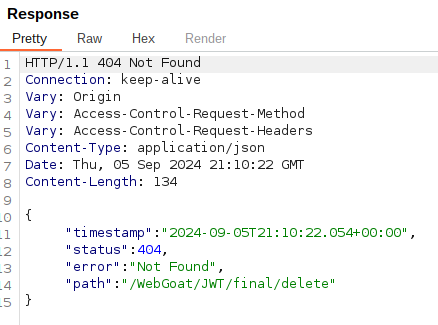 Response
Pretty Raw Hex Render
1 HTTP/1.1 404 Not Found
2 Connection: keep-alive
3 Vary: Origin
4 Vary: Access-Control-Request-Method
5 Vary: Access-Control-Request-Headers
6 Content-Type: application/json
7 Date: Thu, 05 Sep 2024 21:10:22 GMT
8 Content-Length: 134
9
10 {
11 "timestamp":"2024-09-05T21:10:22.054+00:00",
12 "status":404,
13 "error":"Not Found",
14 "path":"/WebGoat/JWT/final/delete"
15 }